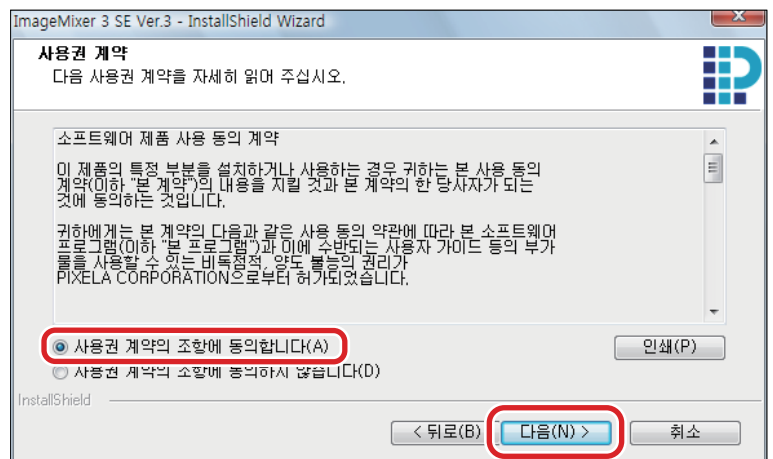 ImageMixer 3 SE Ver.3 - InstallShield Wizard
사용권 계약
다음 사용권 계약을 자세히 읽어 주십시오.
소프트웨어 제품 사용 동의 계약
이 제품의 특정 부분을 설치하거나 사용하는 경우 귀하는 본 사용 동의
계약(이하 "본 계약")의 내용을 지킬 것과 본 계약의 한 당사자가 되는
것에 동의하는 것입니다.
귀하에게는 본 계약의 다음과 같은 사용 동의 약관에 따라 본 소프트웨어
프로그램(이하 "본 프로그램")과 이에 수반되는 사용자 가이드 등의 부가
물을 사용할 수 있는 비독점적, 양도 불능의 권리가
PIXELA CORPORATION으로부터 허가되었습니다.
사용권 계약의 조항에 동의합니다(A)
인쇄(P)
사용권 계약의 조항에 동의하지 않습니다(D)
InstallShield
< 뒤로(B)
다음(N) >
취소